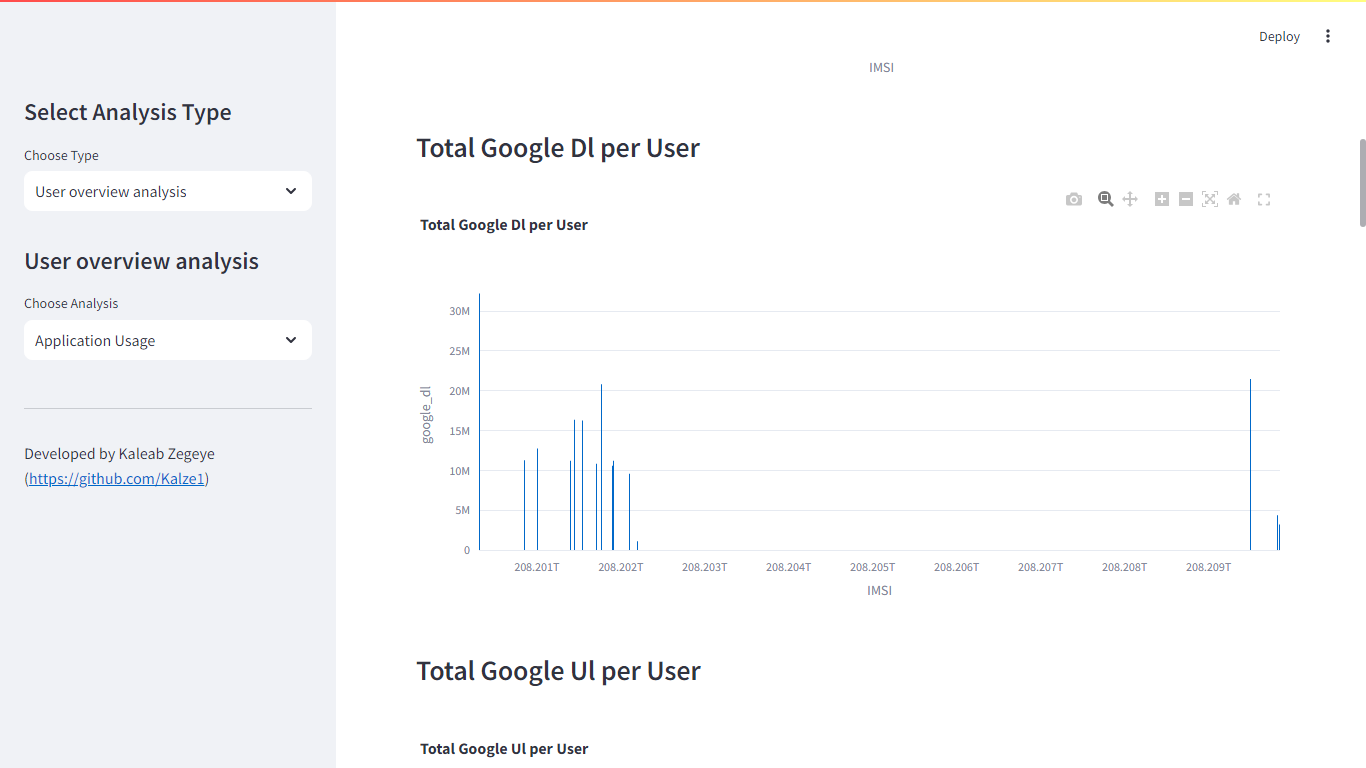 Deploy
IMSI
Select Analysis Type
Choose Type
User overview analysis
User overview analysis
Choose Analysis
Application Usage
Developed by Kaleab Zegeye
(https://github.com/Kalze1)
Total Google Dl per User
Total Google Dl per User
google_dl
30M
25M
20M
15M
10M
5M
0
208.201T 208.202T 208.203T 208.204T 208.205T 208.206T 208.207T 208.208T 208.209T
IMSI
Total Google Ul per User
Total Google Ul per User